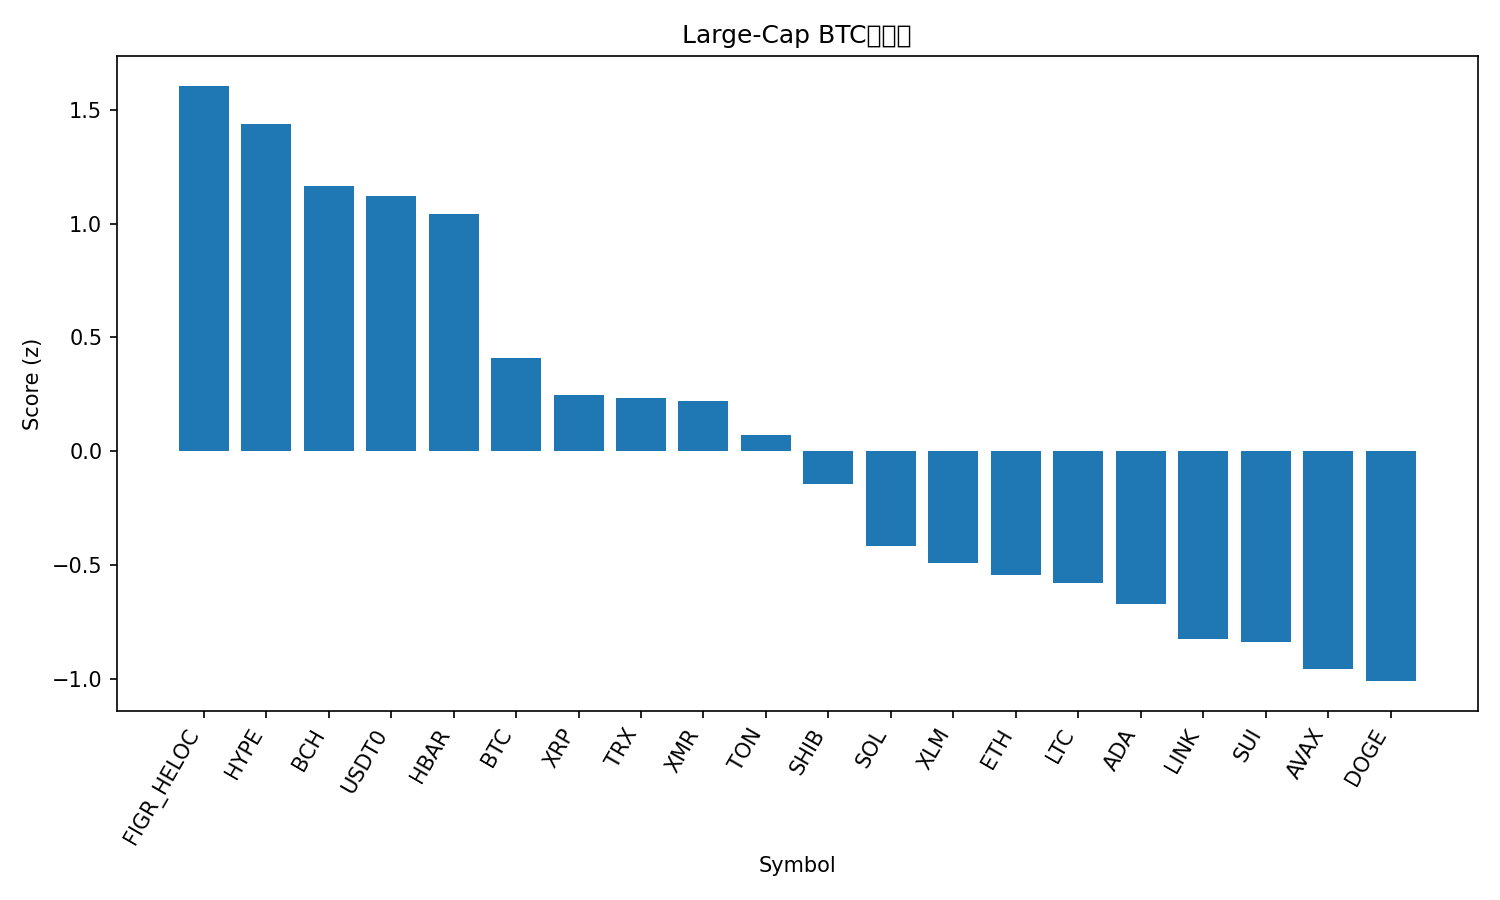 Large-Cap BTC
Score (z)
1.5
1.0
0.5
0.0
−0.5
−1.0
FIGR_HELOC
HYPE
BCH
USDT0
HBAR
BTC
XRP
TRX
XMR
TON
SHIB
SOL
XLM
ETH
LTC
ADA
LINK
SUI
AVAX
DOGE
Symbol